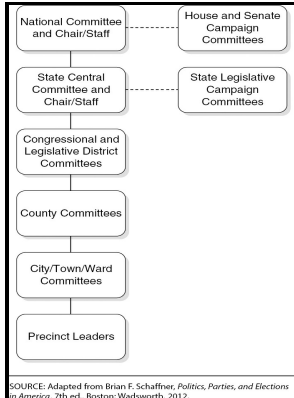 National Committee
and Chair/Staff
House and Senate
Campaign
Committees
State Central
Committee and
Chair/Staff
State Legislative
Campaign
Committees
Congressional and
Legislative District
Committees
County Committees
City/Town/Ward
Committees
Precinct Leaders
SOURCE: Adapted from Brian F. Schaffner, Politics, Parties, and Elections
in America, 7th ed., Boston: Wadsworth, 2012